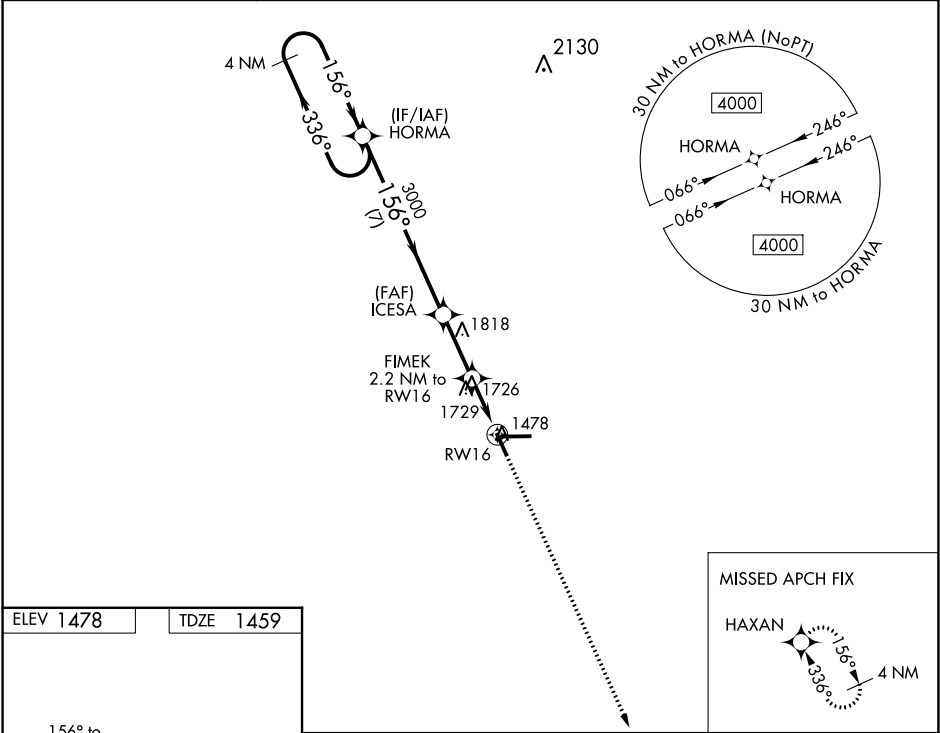 2130
4 NM
156°
336°
(IF/IAF)
HORMA
3000
156°
(7)
(FAF)
ICESA
1818
FIMEK
2.2 NM to
RW16
1726
1729
1478
RW16
30 NM to HORMA (NoPT)
4000
HORMA
246°
066°
246°
066°
HORMA
4000
30 NM to HORMA
MISSED APCH FIX
HAXAN
156°
336°
4 NM
ELEV 1478
TDZE 1459
156° to